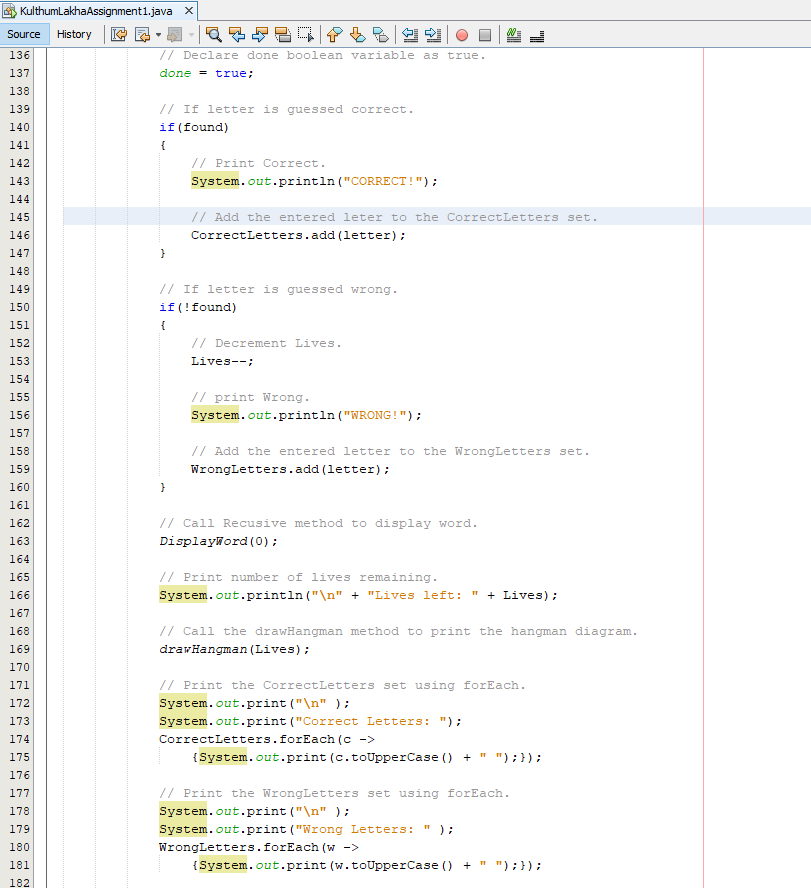 KulthumLakhaAssignment1.java
Source History
136 // Declare done boolean variable as true.
137 done = true;
138
139 // If letter is guessed correct.
140 if(found)
141 {
142 // Print Correct.
143 System.out.println("CORRECT!");
144
145 // Add the entered leter to the CorrectLetters set.
146 CorrectLetters.add(letter);
147 }
148
149 // If letter is guessed wrong.
150 if(!found)
151 {
152 // Decrement Lives.
153 Lives--;
154
155 // print Wrong.
156 System.out.println("WRONG!");
157
158 // Add the entered letter to the WrongLetters set.
159 WrongLetters.add(letter);
160 }
161
162 // Call Recusive method to display word.
163 DisplayWord(0);
164
165 // Print number of lives remaining.
166 System.out.println("\n" + "Lives left: " + Lives);
167
168 // Call the drawHangman method to print the hangman diagram.
169 drawHangman(Lives);
170
171 // Print the CorrectLetters set using forEach.
172 System.out.print("\n" );
173 System.out.print("Correct Letters: ");
174 CorrectLetters.forEach(c ->
175 {System.out.print(c.toUpperCase() + " ");});
176
177 // Print the WrongLetters set using forEach.
178 System.out.print("\n" );
179 System.out.print("Wrong Letters: " );
180 WrongLetters.forEach(w ->
181 {System.out.print(w.toUpperCase() + " ");});
182